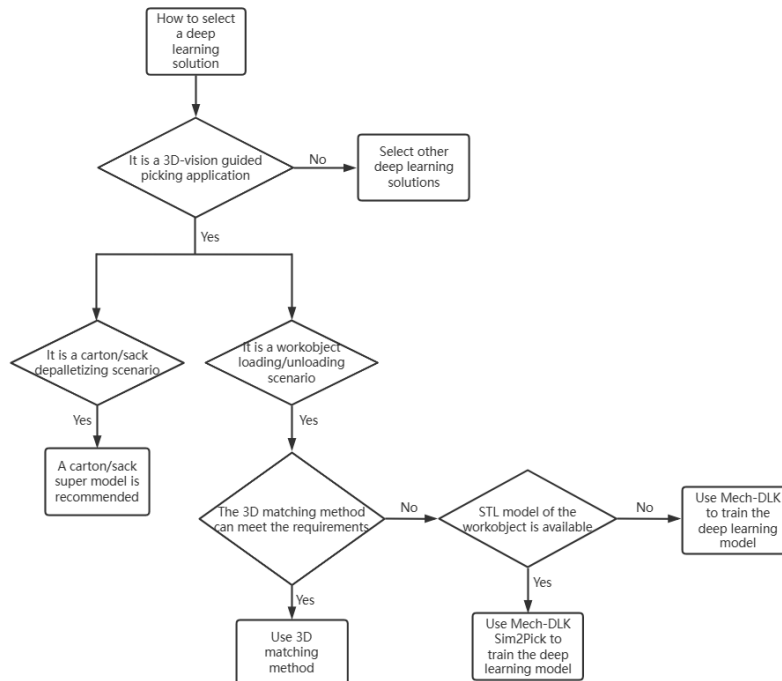 How to select
a deep
learning
solution
It is a 3D-vision guided
picking application
No
Select other
deep learning
solutions
Yes
It is a carton/sack
depalletizing scenario
It is a workobject
loading/unloading
scenario
Yes
Yes
A carton/sack
super model is
recommended
The 3D matching method
can meet the requirements
No
STL model of the
workobject is available
No
Use Mech-DLK
to train the
deep learning
model
Yes
Yes
Use 3D
matching
method
Use Mech-DLK
Sim2Pick to
train the deep
learning model